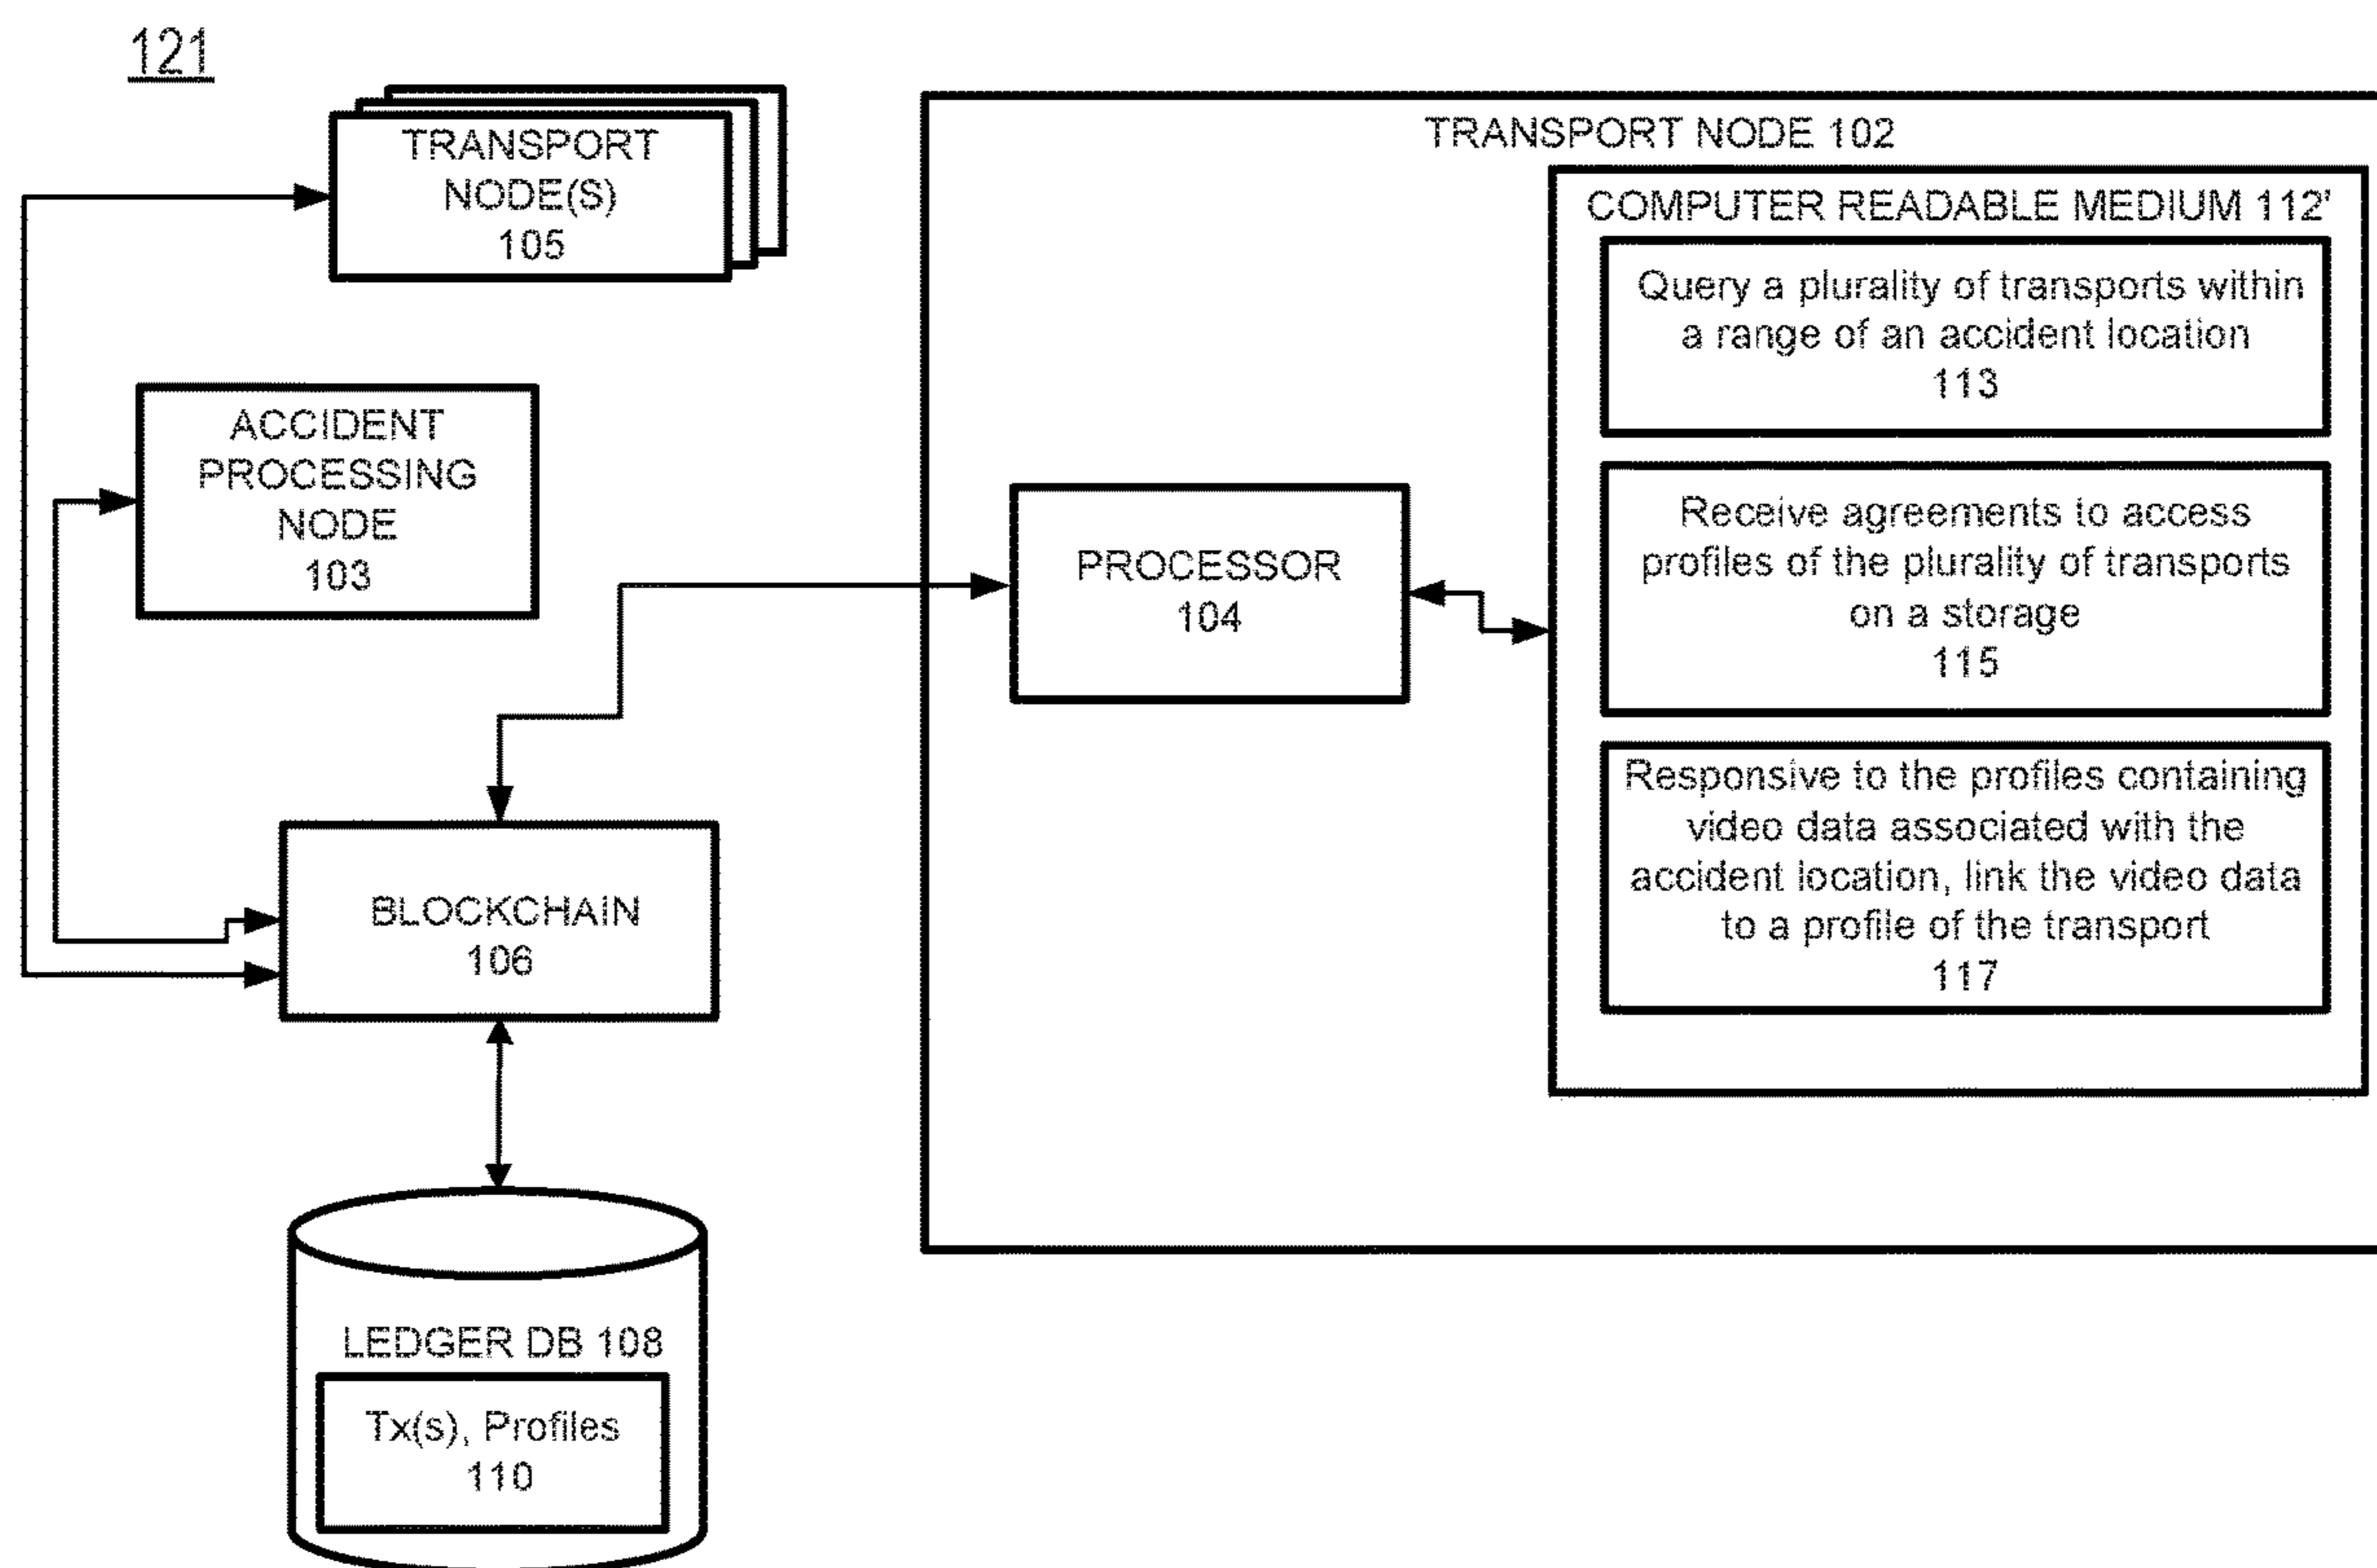 121
TRANSPORT
NODE(S)
105
ACCIDENT
PROCESSING
NODE
103
BLOCKCHAIN
106
LEDGER DB 108
Tx(s), Profiles
110
TRANSPORT NODE 102
PROCESSOR
104
COMPUTER READABLE MEDIUM 112'
Query a plurality of transports within
a range of an accident location
113
Receive agreements to access
profiles of the plurality of transports
on a storage
115
Responsive to the profiles containing
video data associated with the
accident location, link the video data
to a profile of the transport
117